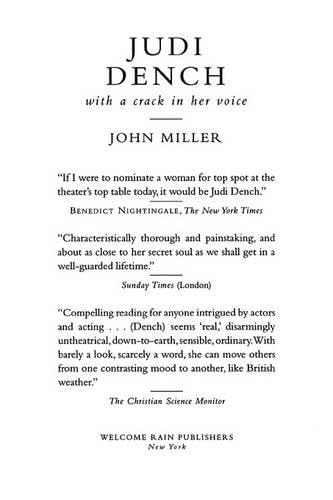 JUDI
DENCH
with a crack in her voice
JOHN MILLER
“If I were to nominate a woman for top spot at the
theater’s top table today, it would be Judi Dench.”
BENEDICT NIGHTINGALE, The New York Times
“Characteristically thorough and painstaking, and
about as close to her secret soul as we shall get in a
well-guarded lifetime.”
Sunday Times (London)
“Compelling reading for anyone intrigued by actors
and acting . . . (Dench) seems ‘real,’ disarmingly
untheatrical, down-to-earth, sensible, ordinary. With
barely a look, scarcely a word, she can move others
from one contrasting mood to another, like British
weather.”
The Christian Science Monitor
WELCOME RAIN PUBLISHERS
New York